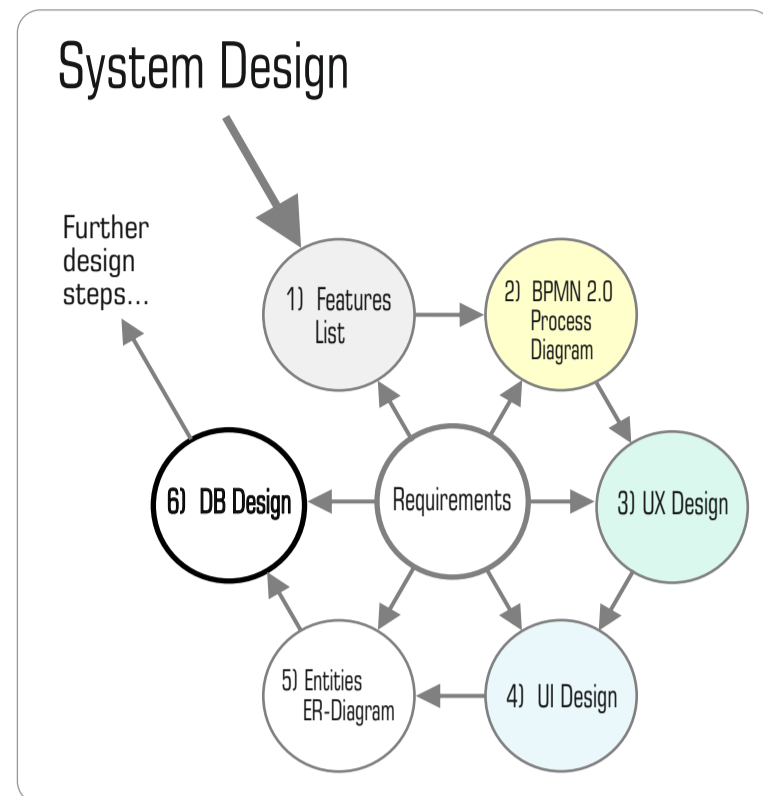 System Design
Further
design
steps...
1) Features
List
2) BPMN 2.0
Process
Diagram
6) DB Design
Requirements
3) UX Design
5) Entities
ER-Diagram
4) UI Design